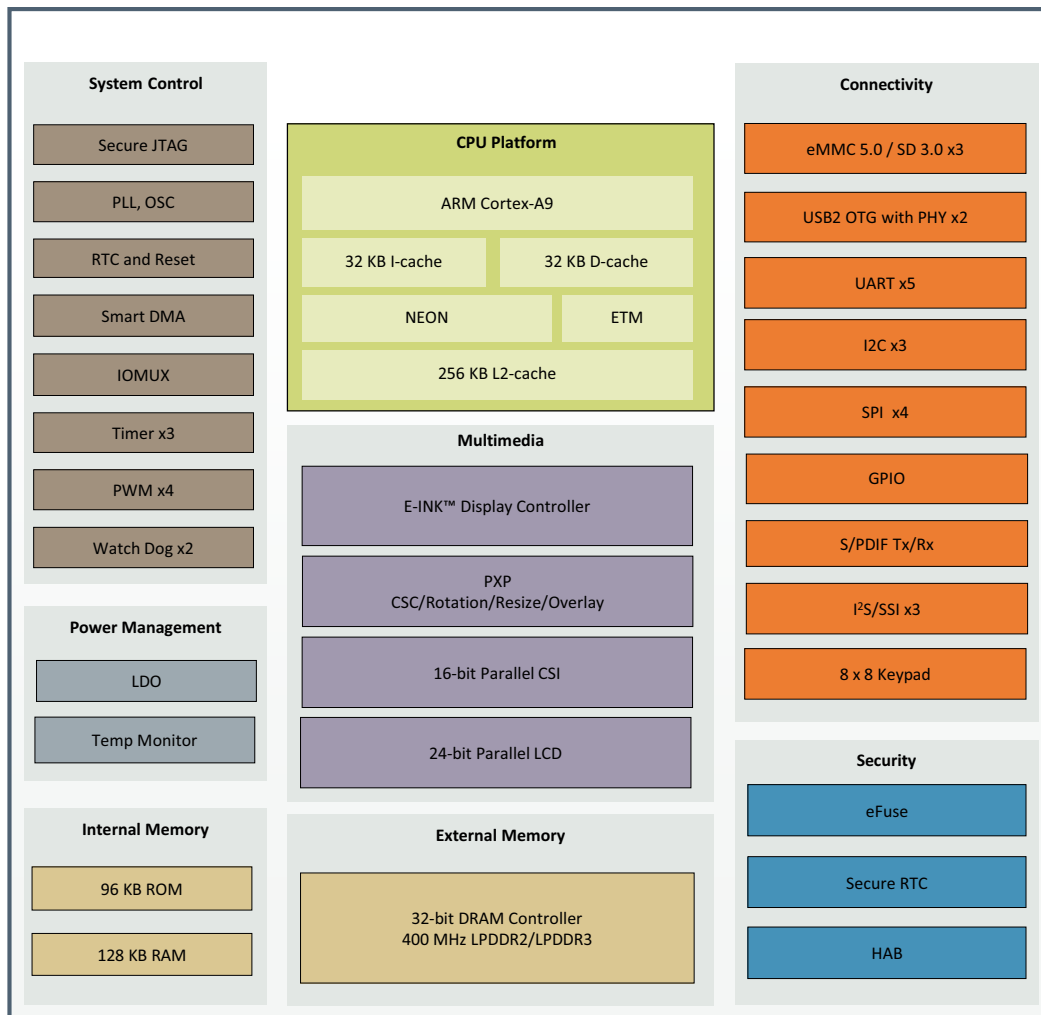 System Control
Secure JTAG
PLL, OSC
RTC and Reset
Smart DMA
IOMUX
Timer x3
PWM x4
Watch Dog x2
Power Management
LDO
Temp Monitor
Internal Memory
96 KB ROM
128 KB RAM
CPU Platform
ARM Cortex-A9
32 KB I-cache
32 KB D-cache
NEON
ETM
256 KB L2-cache
Multimedia
E-INK™ Display Controller
PXP
CSC/Rotation/Resize/Overlay
16-bit Parallel CSI
24-bit Parallel LCD
External Memory
32-bit DRAM Controller
400 MHz LPDDR2/LPDDR3
Connectivity
eMMC 5.0 / SD 3.0 x3
USB2 OTG with PHY x2
UART x5
I2C x3
SPI x4
GPIO
S/PDIF Tx/Rx
I²S/SSI x3
8 x 8 Keypad
Security
eFuse
Secure RTC
HAB